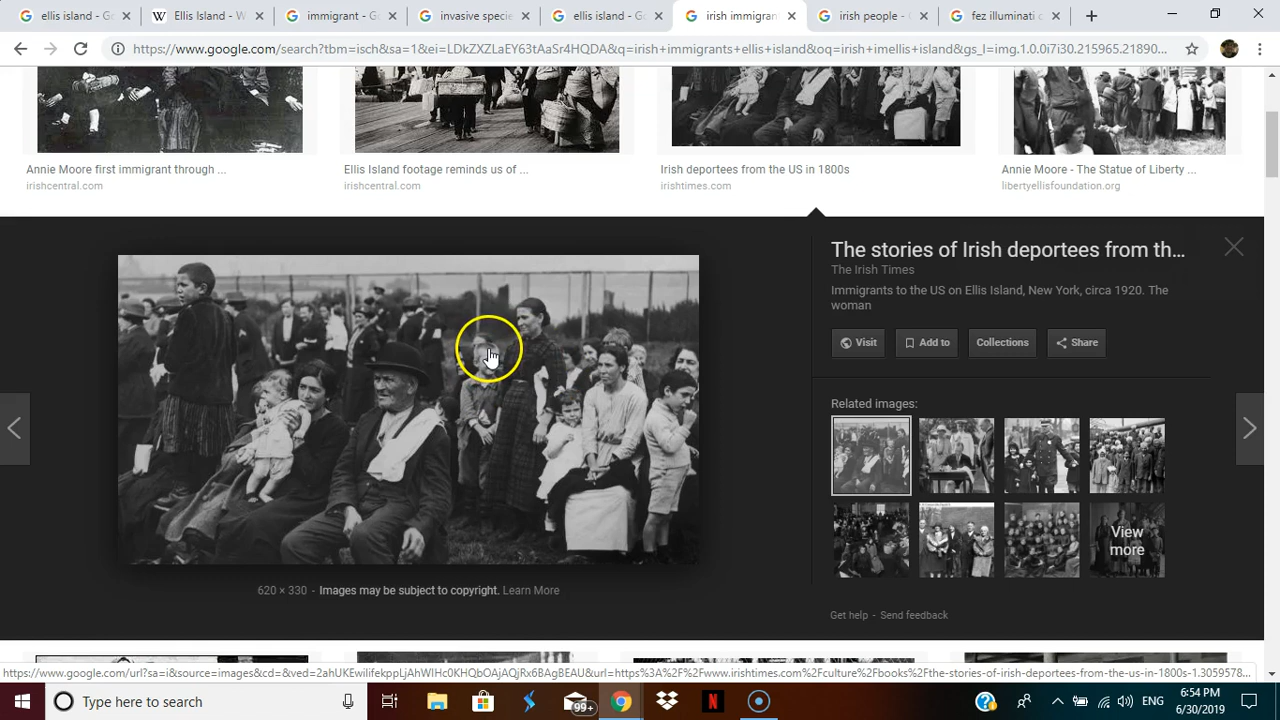 ellis island - Go
Ellis Island - W
immigrant - Go
invasive specie
ellis island - Go
irish immigran
irish people - G
fez illuminati c
https://www.google.com/search?tbm=isch&sa=1&ei=LDkZXZLaEY63tAaSr4HQDA&q=irish+immigrants+ellis+island&oq=irish+imellis+island&gs_l=img.1.0.0i7i30.215965.21890...
Annie Moore first immigrant through ...
irishcentral.com
Ellis Island footage reminds us of ...
irishcentral.com
Irish deportees from the US in 1800s
irishtimes.com
Annie Moore - The Statue of Liberty ...
libertyellisfoundation.org
The stories of Irish deportees from th...
The Irish Times
Immigrants to the US on Ellis Island, New York, circa 1920. The
woman
Visit
Add to
Collections
Share
Related images:
View
more
620 × 330 - Images may be subject to copyright. Learn More
Get help - Send feedback
https://www.google.com/url?sa=i&source=images&cd=&ved=2ahUKEwilifekppLjAhWIHc0KHQbOAjAQjRx6BAgBEAU&url=https%3A%2F%2Fwww.irishtimes.com%2Fculture%2Fbooks%2Fthe-stories-of-irish-deportees-from-the-us-in-1800s-1.3059578...
Type here to search
99+
N
ENG
6:54 PM
6/30/2019